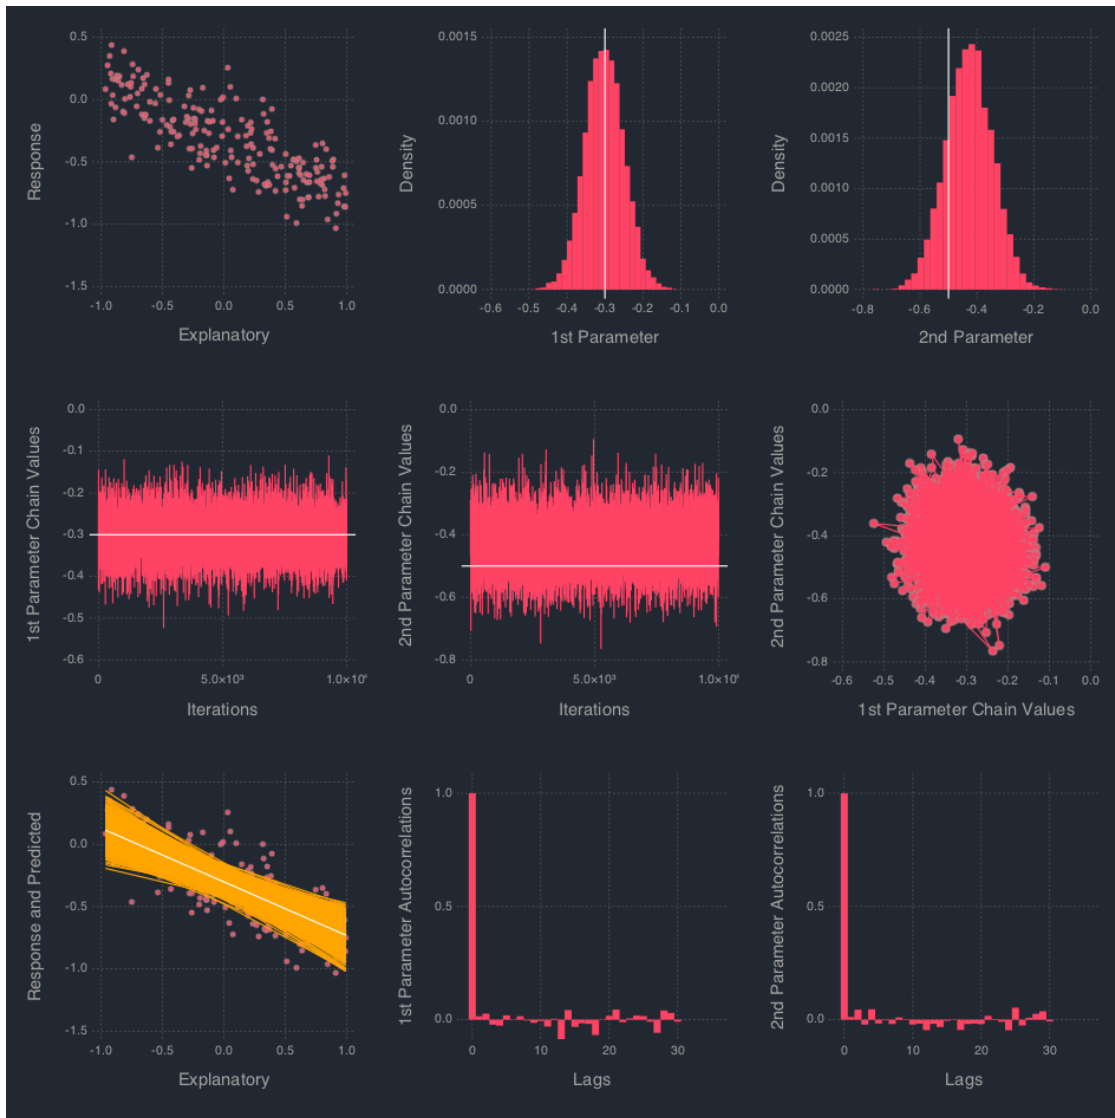 0.5
0.0
-0.5
-1.0
-1.5
Response
-1.0 -0.5 0.0 0.5 1.0
Explanatory
0.0015
0.0010
0.0005
0.0000
Density
-0.6 -0.5 -0.4 -0.3 -0.2 -0.1 0.0
1st Parameter
0.0025
0.0020
0.0015
0.0010
0.0005
0.0000
Density
-0.8 -0.6 -0.4 -0.2 0.0
2nd Parameter
0.0
-0.1
-0.2
-0.3
-0.4
-0.5
-0.6
1st Parameter Chain Values
0 5.0×10³
Iterations
0.0
-0.2
-0.4
-0.6
-0.8
2nd Parameter Chain Values
0 5.0×10³
Iterations
0.0
-0.2
-0.4
-0.6
-0.8
2nd Parameter Chain Values
-0.6 -0.5 -0.4 -0.3 -0.2 -0.1 0.0
1st Parameter Chain Values
0.5
0.0
-0.5
-1.0
-1.5
Response and Predicted
-1.0 -0.5 0.0 0.5 1.0
Explanatory
1.0
0.5
0.0
1st Parameter Autocorrelations
0 10 20 30
Lags
1.0
0.5
0.0
2nd Parameter Autocorrelations
0 10 20 30
Lags